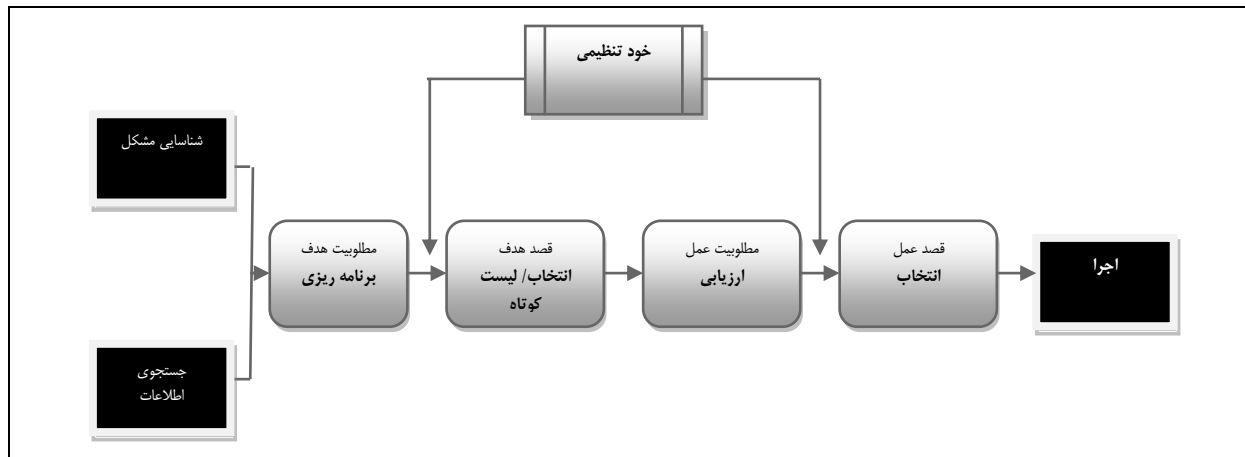 خود تنظیمی
شناسایی مشکل
مطلوبیت هدف
برنامه ریزی
قصد هدف
انتخاب/ لیست
کوتاه
مطلوبیت عمل
ارزیابی
قصد عمل
انتخاب
اجرا
جستجوی
اطلاعات